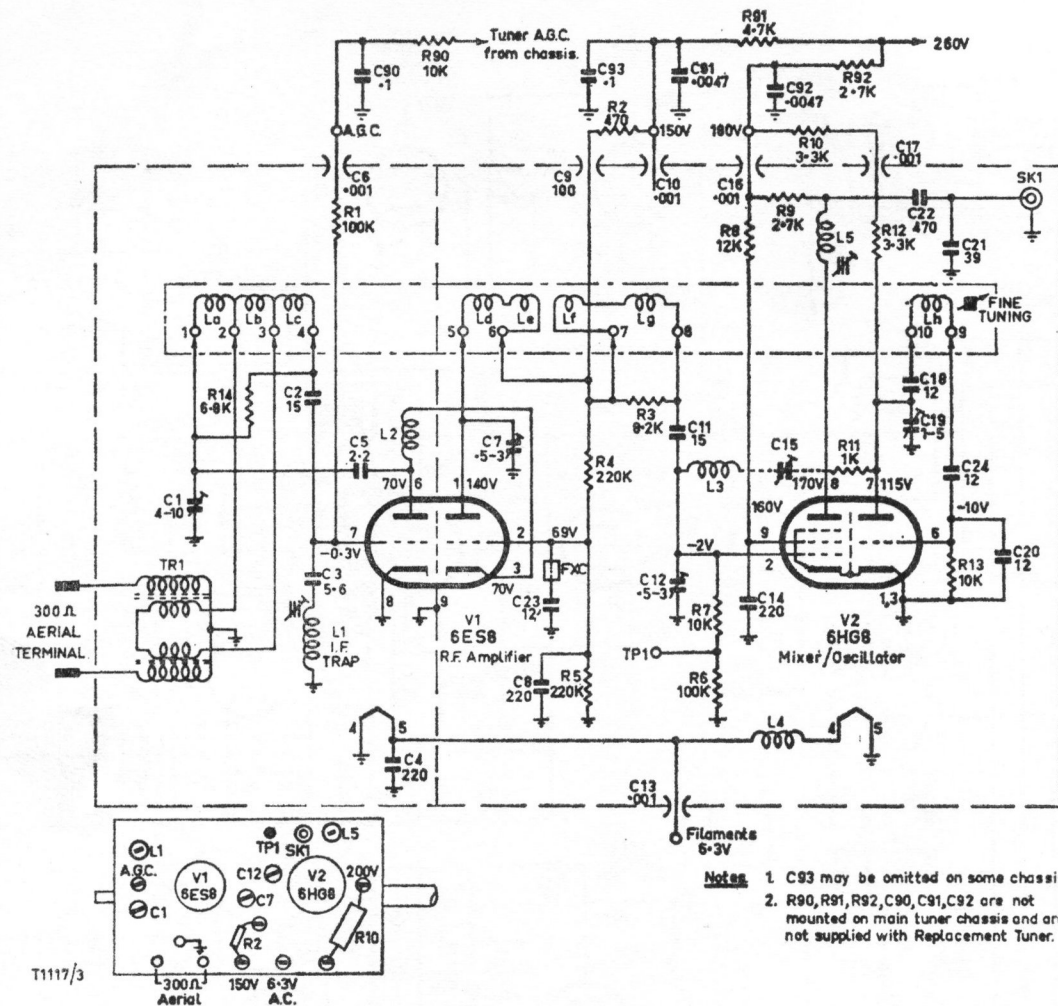 Tuner A.G.C.
from chassis.
R90
10K
C90
·1
A.G.C.
C6
·001
R1
100K
C93
·1
R2
470
C91
·0047
R91
4·7K
260V
R92
2·7K
C92
·0047
150V
180V
R10
3·3K
C17
·001
C9
100
C10
·001
C16
·001
SK1
R9
2·7K
C22
470
R8
12K
L5
R12
3·3K
C21
39
La
Lb
Lc
1
2
3
4
Ld
Le
5
6
Lf
Lg
7
8
Lh
10
9
FINE
TUNING
R14
6·8K
C2
15
L2
C5
2·2
C7
·5-3
R3
8·2K
C11
15
R4
220K
L3
C15
R11
1K
C18
12
C19
1-5
C24
12
C1
4-10
70V 6
1 140V
170V 8
7 115V
160V
-10V
7
-0·3V
2
69V
3
70V
8
9
FXC
C23
12
-2V
9
2
6
1,3
C20
12
R13
10K
TR1
300Ω
AERIAL
TERMINAL
C3
5·6
L1
I.F.
TRAP
V1
6ES8
R.F. Amplifier
C12
·5-3
R7
10K
TP1
R6
100K
C14
220
V2
6HG8
Mixer/Oscillator
C8
220
R5
220K
4
5
C4
220
L4
4
5
C13
·001
Filaments
6·3V
L1
A.G.C.
C1
V1
6ES8
TP1
SK1
L5
C12
C7
V2
6HG8
200V
R2
R10
300Ω
Aerial
150V
6·3V
A.C.
T1117/3
Notes 1. C93 may be omitted on some chassi
2. R90,R91,R92,C90,C91,C92 are not
mounted on main tuner chassis and ar
not supplied with Replacement Tuner.